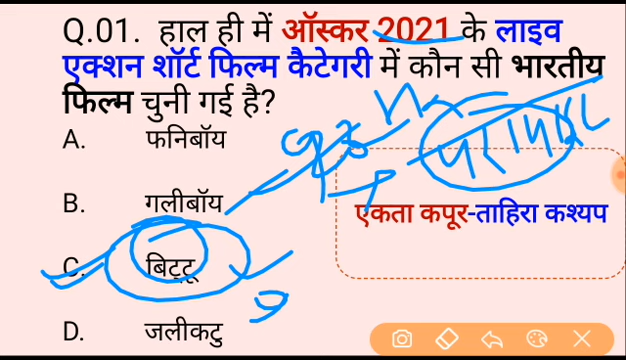 Q.01. हाल ही में ऑस्कर 2021 के लाइव
एक्शन शॉर्ट फिल्म कैटेगरी में कौन सी भारतीय
फिल्म चुनी गई है?
A. फनिबॉय
B. गलीबॉय
एकता कपूर-ताहिरा कश्यप
C. बिट्टू
D. जलीकटु